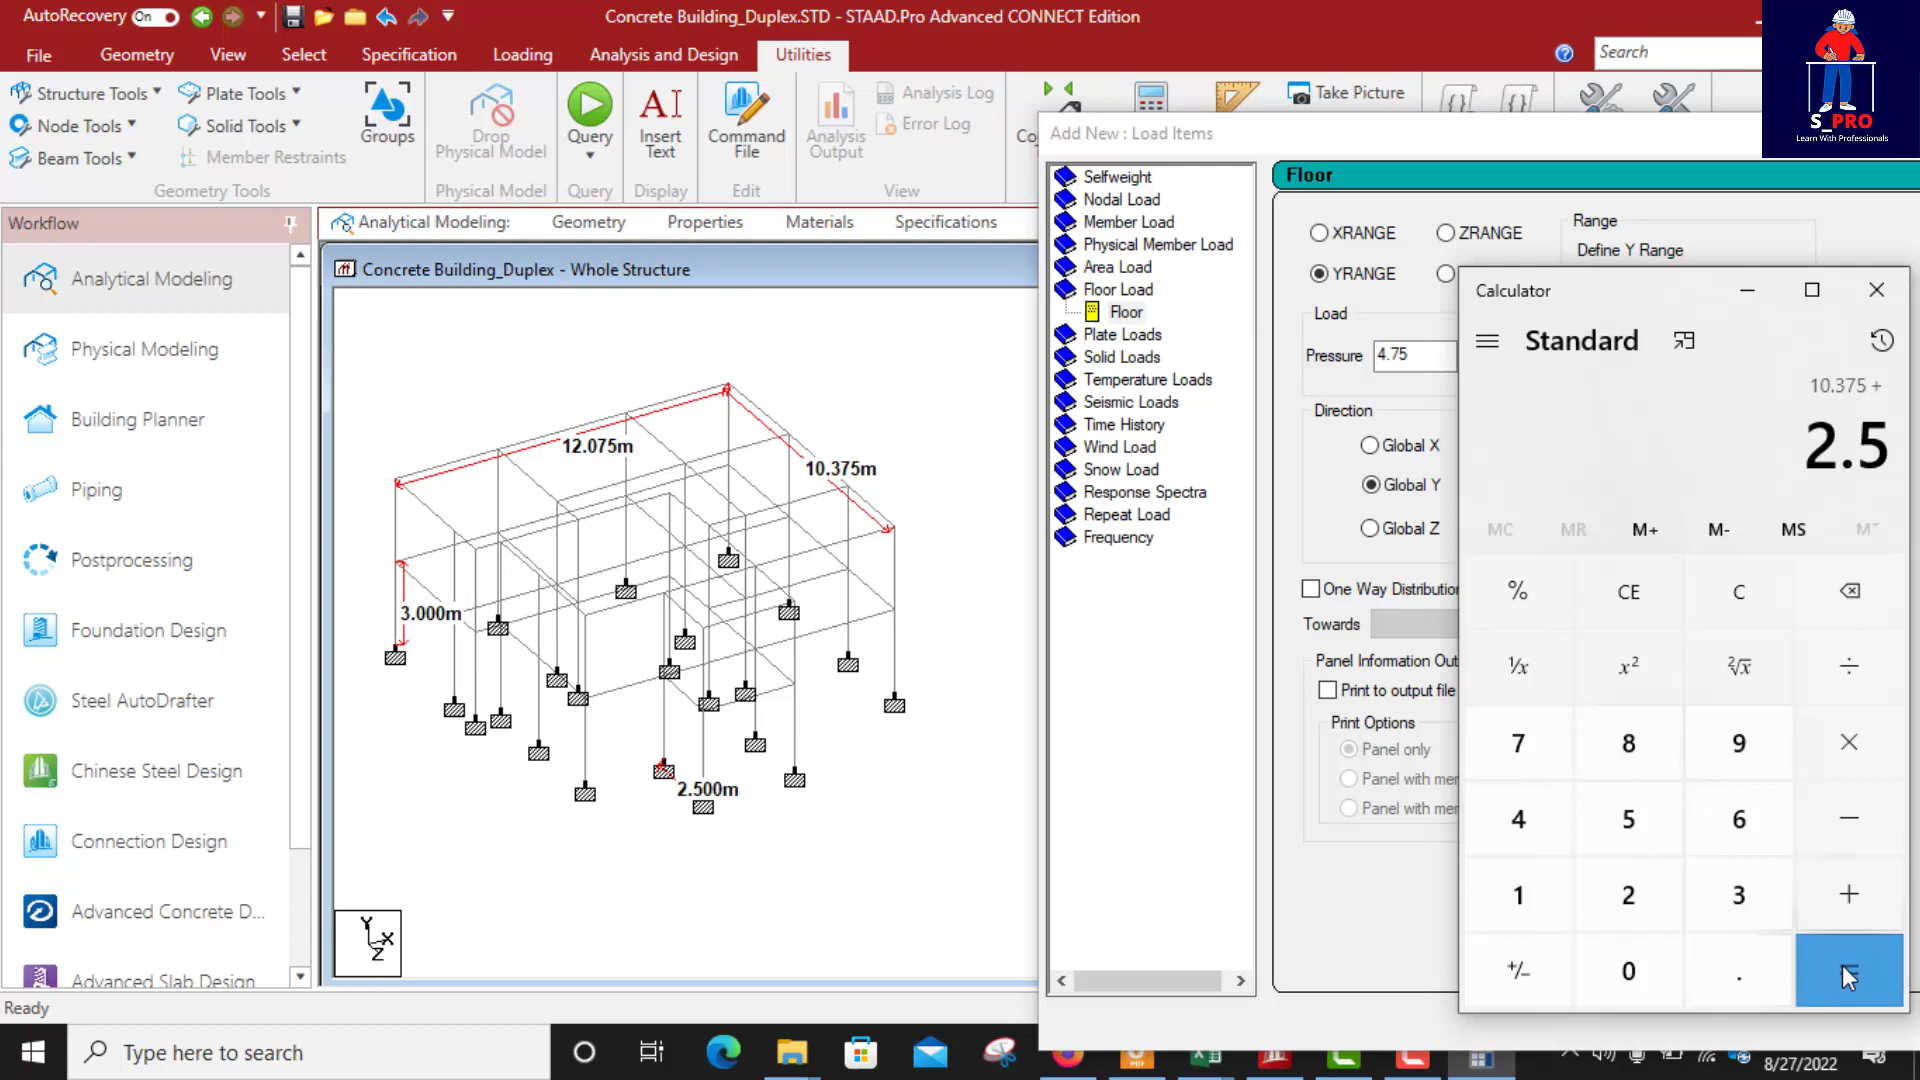 AutoRecovery On
Concrete Building_Duplex.STD - STAAD.Pro Advanced CONNECT Edition
File Geometry View Select Specification Loading Analysis and Design Utilities
Search
S_PRO
Learn With Professionals
Structure Tools
Node Tools
Beam Tools
Plate Tools
Solid Tools
Member Restraints
Geometry Tools
Groups
Drop
Physical Model
Physical Model
Query
Query
Insert
Text
Display
Command
File
Edit
Analysis
Output
Analysis Log
Error Log
View
Take Picture
Add New : Load Items
Workflow
Analytical Modeling
Physical Modeling
Building Planner
Piping
Postprocessing
Foundation Design
Steel AutoDrafter
Chinese Steel Design
Connection Design
Advanced Concrete D...
Advanced Slab Design
Analytical Modeling: Geometry Properties Materials Specifications
Concrete Building_Duplex - Whole Structure
12.075m
10.375m
3.000m
2.500m
Y
X
Z
Selfweight
Nodal Load
Member Load
Physical Member Load
Area Load
Floor Load
Floor
Plate Loads
Solid Loads
Temperature Loads
Seismic Loads
Time History
Wind Load
Snow Load
Response Spectra
Repeat Load
Frequency
Floor
XRANGE ZRANGE
YRANGE
Range
Define Y Range
Load
Pressure 4.75
Direction
Global X
Global Y
Global Z
One Way Distribution
Towards
Panel Information Out
Print to output file
Print Options
Panel only
Panel with mem
Panel with mem
Calculator
Standard
10.375 +
2.5
MC MR M+ M- MS M
% CE C
¹/x x² ²√x ÷
7 8 9 ×
4 5 6 −
1 2 3 +
+/− 0 . =
Ready
Type here to search
8/27/2022